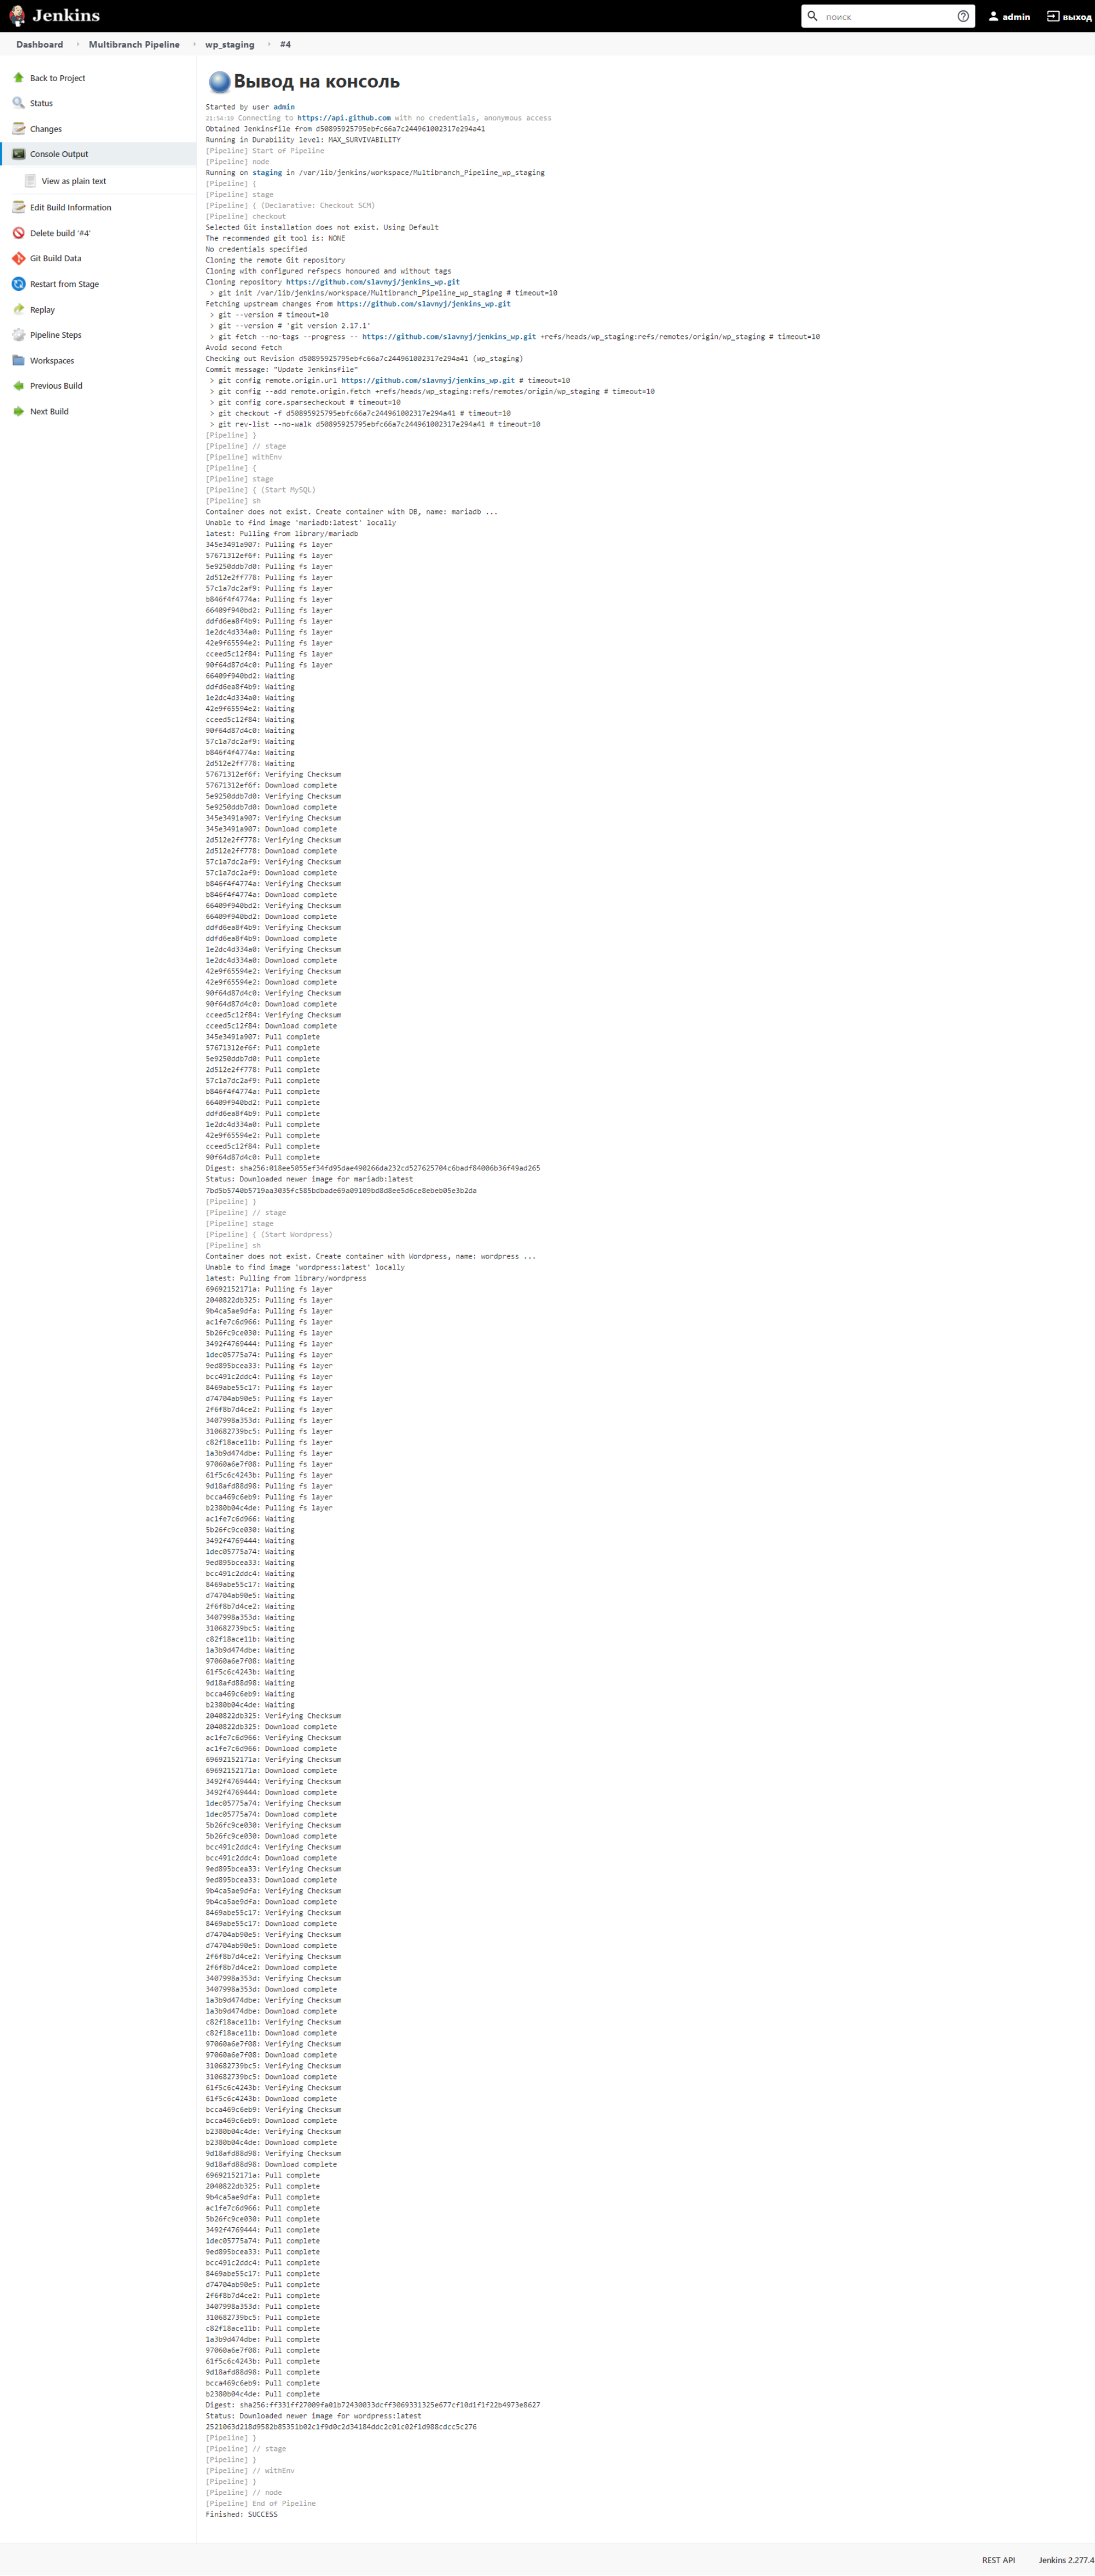 Jenkins
поиск
admin
выход
Dashboard
Multibranch Pipeline
wp_staging
#4
Back to Project
Status
Changes
Console Output
View as plain text
Edit Build Information
Delete build '#4'
Git Build Data
Restart from Stage
Replay
Pipeline Steps
Workspaces
Previous Build
Next Build
Вывод на консоль
Started by user admin
21:54:19 Connecting to https://api.github.com with no credentials, anonymous access
Obtained Jenkinsfile from d50895925795ebfc66a7c244961002317e294a41
Running in Durability level: MAX_SURVIVABILITY
[Pipeline] Start of Pipeline
[Pipeline] node
Running on staging in /var/lib/jenkins/workspace/Multibranch_Pipeline_wp_staging
[Pipeline] {
[Pipeline] stage
[Pipeline] { (Declarative: Checkout SCM)
[Pipeline] checkout
Selected Git installation does not exist. Using Default
The recommended git tool is: NONE
No credentials specified
Cloning the remote Git repository
Cloning with configured refspecs honoured and without tags
Cloning repository https://github.com/slavnyj/jenkins_wp.git
> git init /var/lib/jenkins/workspace/Multibranch_Pipeline_wp_staging # timeout=10
Fetching upstream changes from https://github.com/slavnyj/jenkins_wp.git
> git --version # timeout=10
> git --version # 'git version 2.17.1'
> git fetch --no-tags --progress -- https://github.com/slavnyj/jenkins_wp.git +refs/heads/wp_staging:refs/remotes/origin/wp_staging # timeout=10
Avoid second fetch
Checking out Revision d50895925795ebfc66a7c244961002317e294a41 (wp_staging)
Commit message: "Update Jenkinsfile"
> git config remote.origin.url https://github.com/slavnyj/jenkins_wp.git # timeout=10
> git config --add remote.origin.fetch +refs/heads/wp_staging:refs/remotes/origin/wp_staging # timeout=10
> git config core.sparsecheckout # timeout=10
> git checkout -f d50895925795ebfc66a7c244961002317e294a41 # timeout=10
> git rev-list --no-walk d50895925795ebfc66a7c244961002317e294a41 # timeout=10
[Pipeline] }
[Pipeline] // stage
[Pipeline] withEnv
[Pipeline] {
[Pipeline] stage
[Pipeline] { (Start MySQL)
[Pipeline] sh
Container does not exist. Create container with DB, name: mariadb ...
Unable to find image 'mariadb:latest' locally
latest: Pulling from library/mariadb
345e3491a907: Pulling fs layer
57671312ef6f: Pulling fs layer
5e9250ddb7d0: Pulling fs layer
2d512e2ff778: Pulling fs layer
57c1a7dc2af9: Pulling fs layer
b846f4f4774a: Pulling fs layer
66409f940bd2: Pulling fs layer
ddfd6ea8f4b9: Pulling fs layer
1e2dc4d334a0: Pulling fs layer
42e9f65594e2: Pulling fs layer
cceed5c12f84: Pulling fs layer
90f64d87d4c0: Pulling fs layer
66409f940bd2: Waiting
ddfd6ea8f4b9: Waiting
1e2dc4d334a0: Waiting
42e9f65594e2: Waiting
cceed5c12f84: Waiting
90f64d87d4c0: Waiting
57c1a7dc2af9: Waiting
b846f4f4774a: Waiting
2d512e2ff778: Waiting
57671312ef6f: Verifying Checksum
57671312ef6f: Download complete
5e9250ddb7d0: Verifying Checksum
5e9250ddb7d0: Download complete
345e3491a907: Verifying Checksum
345e3491a907: Download complete
2d512e2ff778: Verifying Checksum
2d512e2ff778: Download complete
57c1a7dc2af9: Verifying Checksum
57c1a7dc2af9: Download complete
b846f4f4774a: Verifying Checksum
b846f4f4774a: Download complete
66409f940bd2: Verifying Checksum
66409f940bd2: Download complete
ddfd6ea8f4b9: Verifying Checksum
ddfd6ea8f4b9: Download complete
1e2dc4d334a0: Verifying Checksum
1e2dc4d334a0: Download complete
42e9f65594e2: Verifying Checksum
42e9f65594e2: Download complete
90f64d87d4c0: Verifying Checksum
90f64d87d4c0: Download complete
cceed5c12f84: Verifying Checksum
cceed5c12f84: Download complete
345e3491a907: Pull complete
57671312ef6f: Pull complete
5e9250ddb7d0: Pull complete
2d512e2ff778: Pull complete
57c1a7dc2af9: Pull complete
b846f4f4774a: Pull complete
66409f940bd2: Pull complete
ddfd6ea8f4b9: Pull complete
1e2dc4d334a0: Pull complete
42e9f65594e2: Pull complete
cceed5c12f84: Pull complete
90f64d87d4c0: Pull complete
Digest: sha256:018ee5055ef34fd95dae490266da232cd527625704c6badf84006b36f49ad265
Status: Downloaded newer image for mariadb:latest
7bd5b5740b5719aa3035fc585bdbade69a09109bd8d8ee5d6ce8ebeb05e3b2da
[Pipeline] }
[Pipeline] // stage
[Pipeline] stage
[Pipeline] { (Start Wordpress)
[Pipeline] sh
Container does not exist. Create container with Wordpress, name: wordpress ...
Unable to find image 'wordpress:latest' locally
latest: Pulling from library/wordpress
69692152171a: Pulling fs layer
2040822db325: Pulling fs layer
9b4ca5ae9dfa: Pulling fs layer
ac1fe7c6d966: Pulling fs layer
5b26fc9ce030: Pulling fs layer
3492f4769444: Pulling fs layer
1dec05775a74: Pulling fs layer
9ed895bcea33: Pulling fs layer
bcc491c2ddc4: Pulling fs layer
8469abe55c17: Pulling fs layer
d74704ab90e5: Pulling fs layer
2f6f8b7d4ce2: Pulling fs layer
3407998a353d: Pulling fs layer
310682739bc5: Pulling fs layer
c82f18ace11b: Pulling fs layer
1a3b9d474dbe: Pulling fs layer
97060a6e7f08: Pulling fs layer
61f5c6c4243b: Pulling fs layer
9d18afd88d98: Pulling fs layer
bcca469c6eb9: Pulling fs layer
b2380b04c4de: Pulling fs layer
ac1fe7c6d966: Waiting
5b26fc9ce030: Waiting
3492f4769444: Waiting
1dec05775a74: Waiting
9ed895bcea33: Waiting
bcc491c2ddc4: Waiting
8469abe55c17: Waiting
d74704ab90e5: Waiting
2f6f8b7d4ce2: Waiting
3407998a353d: Waiting
310682739bc5: Waiting
c82f18ace11b: Waiting
1a3b9d474dbe: Waiting
97060a6e7f08: Waiting
61f5c6c4243b: Waiting
9d18afd88d98: Waiting
bcca469c6eb9: Waiting
b2380b04c4de: Waiting
2040822db325: Verifying Checksum
2040822db325: Download complete
ac1fe7c6d966: Verifying Checksum
ac1fe7c6d966: Download complete
69692152171a: Verifying Checksum
69692152171a: Download complete
3492f4769444: Verifying Checksum
3492f4769444: Download complete
1dec05775a74: Verifying Checksum
1dec05775a74: Download complete
5b26fc9ce030: Verifying Checksum
5b26fc9ce030: Download complete
bcc491c2ddc4: Verifying Checksum
bcc491c2ddc4: Download complete
9ed895bcea33: Verifying Checksum
9ed895bcea33: Download complete
9b4ca5ae9dfa: Verifying Checksum
9b4ca5ae9dfa: Download complete
8469abe55c17: Verifying Checksum
8469abe55c17: Download complete
d74704ab90e5: Verifying Checksum
d74704ab90e5: Download complete
2f6f8b7d4ce2: Verifying Checksum
2f6f8b7d4ce2: Download complete
3407998a353d: Verifying Checksum
3407998a353d: Download complete
1a3b9d474dbe: Verifying Checksum
1a3b9d474dbe: Download complete
c82f18ace11b: Verifying Checksum
c82f18ace11b: Download complete
97060a6e7f08: Verifying Checksum
97060a6e7f08: Download complete
310682739bc5: Verifying Checksum
310682739bc5: Download complete
61f5c6c4243b: Verifying Checksum
61f5c6c4243b: Download complete
bcca469c6eb9: Verifying Checksum
bcca469c6eb9: Download complete
b2380b04c4de: Verifying Checksum
b2380b04c4de: Download complete
9d18afd88d98: Verifying Checksum
9d18afd88d98: Download complete
69692152171a: Pull complete
2040822db325: Pull complete
9b4ca5ae9dfa: Pull complete
ac1fe7c6d966: Pull complete
5b26fc9ce030: Pull complete
3492f4769444: Pull complete
1dec05775a74: Pull complete
9ed895bcea33: Pull complete
bcc491c2ddc4: Pull complete
8469abe55c17: Pull complete
d74704ab90e5: Pull complete
2f6f8b7d4ce2: Pull complete
3407998a353d: Pull complete
310682739bc5: Pull complete
c82f18ace11b: Pull complete
1a3b9d474dbe: Pull complete
97060a6e7f08: Pull complete
61f5c6c4243b: Pull complete
9d18afd88d98: Pull complete
bcca469c6eb9: Pull complete
b2380b04c4de: Pull complete
Digest: sha256:ff331ff27009fa01b72430033dcff3069331325e677cf10d1f1f22b4973e8627
Status: Downloaded newer image for wordpress:latest
2521063d218d9582b85351b02c1f9d0c2d34184ddc2c01c02f1d988cdcc5c276
[Pipeline] }
[Pipeline] // stage
[Pipeline] }
[Pipeline] // withEnv
[Pipeline] }
[Pipeline] // node
[Pipeline] End of Pipeline
Finished: SUCCESS
REST API
Jenkins 2.277.4